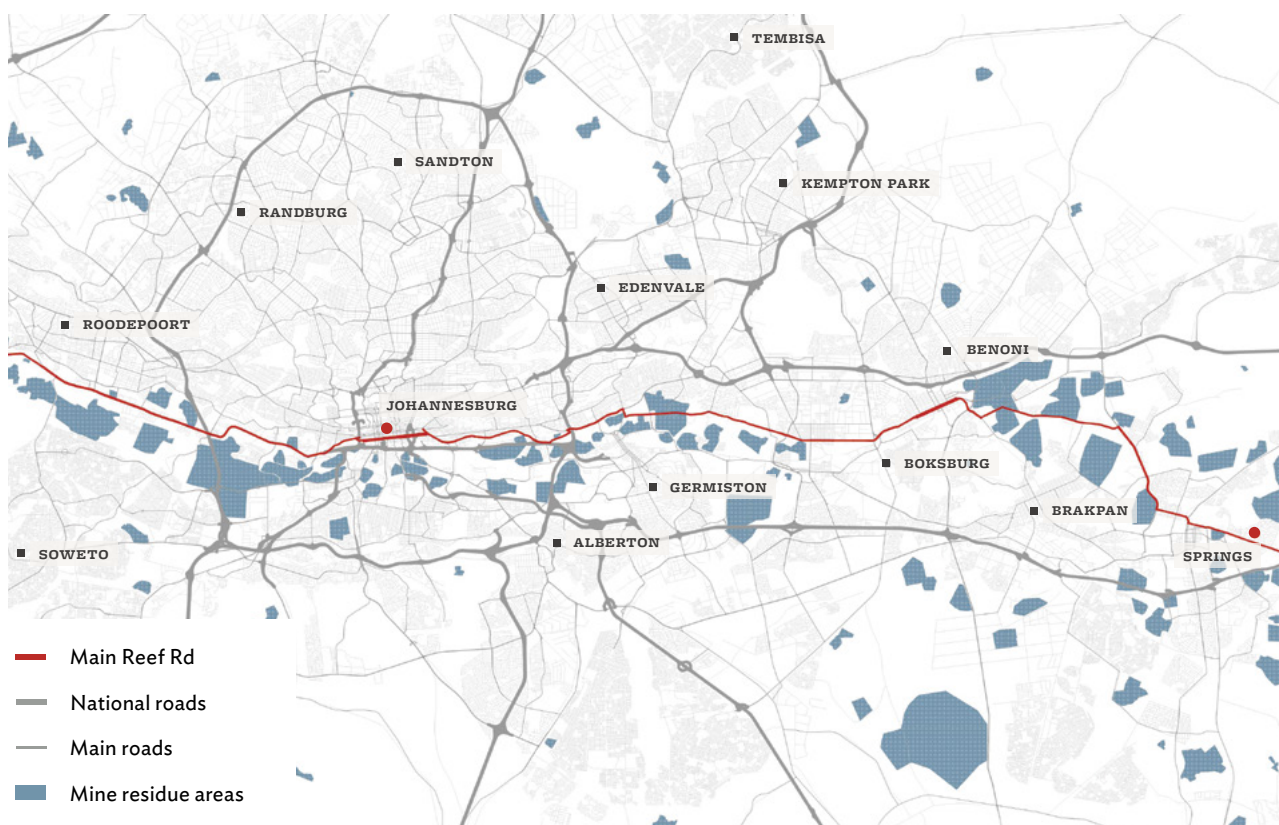 TEMBISA
SANDTON
KEMPTON PARK
RANDBURG
EDENVALE
ROODEPOORT
BENONI
JOHANNESBURG
BOKSBURG
GERMISTON
BRAKPAN
ALBERTON
SOWETO
SPRINGS
Main Reef Rd
National roads
Main roads
Mine residue areas